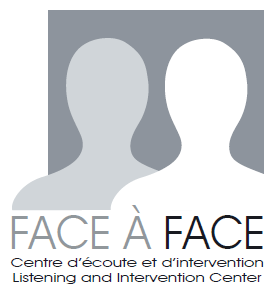 FACE À FACE
Centre d'écoute et d'intervention
Listening and Intervention Center